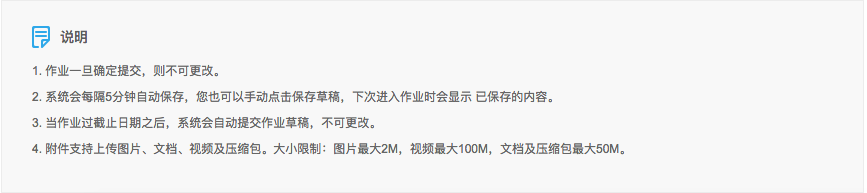 说明
1. 作业一旦确定提交，则不可更改。
2. 系统会每隔5分钟自动保存，您也可以手动点击保存草稿，下次进入作业时会显示 已保存的内容。
3. 当作业过截止日期之后，系统会自动提交作业草稿，不可更改。
4. 附件支持上传图片、文档、视频及压缩包。大小限制：图片最大2M，视频最大100M，文档及压缩包最大50M。